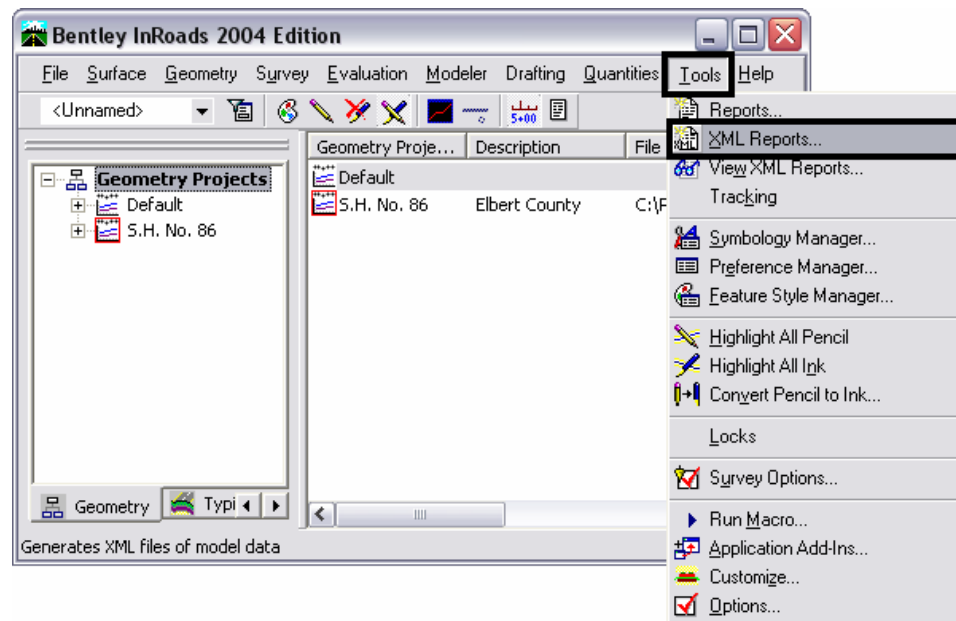 Bentley InRoads 2004 Edition
File Surface Geometry Survey Evaluation Modeler Drafting Quantities Tools Help
<Unnamed>
5+00
Geometry Proje... Description File
Geometry Projects
Default
S.H. No. 86
Default
S.H. No. 86 Elbert County C:\F
Geometry Typi
Generates XML files of model data
Reports...
XML Reports...
View XML Reports...
Tracking
Symbology Manager...
Preference Manager...
Feature Style Manager...
Highlight All Pencil
Highlight All Ink
Convert Pencil to Ink...
Locks
Survey Options...
Run Macro...
Application Add-Ins...
Customize...
Options...